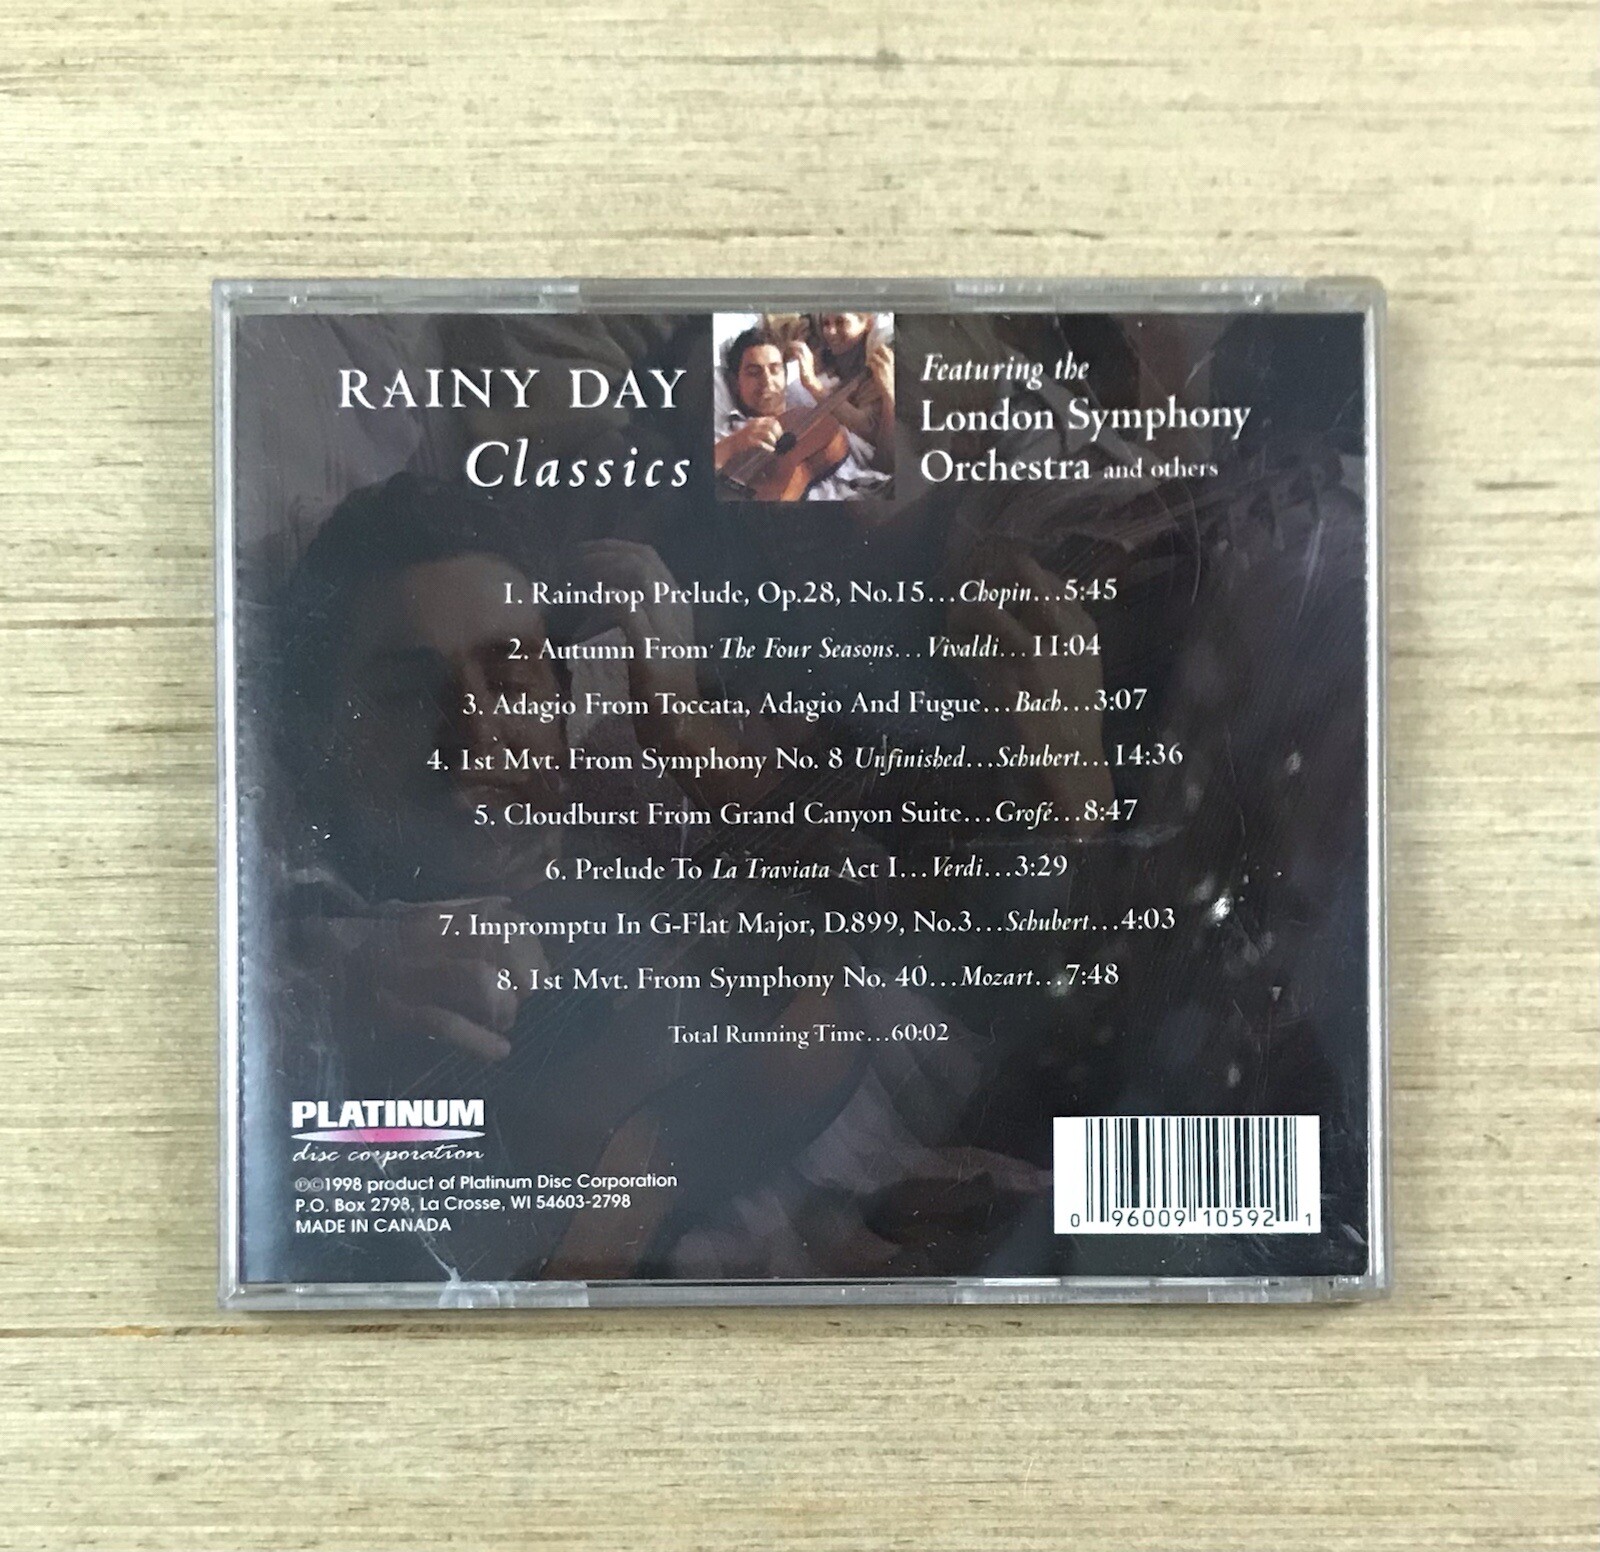 RAINY DAY
Classics
Featuring the
London Symphony
Orchestra and others
1. Raindrop Prelude, Op.28, No.15...Chopin...5:45
2. Autumn From The Four Seasons...Vivaldi...11:04
3. Adagio From Toccata, Adagio And Fugue...Bach...3:07
4. 1st Mvt. From Symphony No. 8 Unfinished...Schubert...14:36
5. Cloudburst From Grand Canyon Suite...Grofé...8:47
6. Prelude To La Traviata Act I...Verdi...3:29
7. Impromptu In G-Flat Major, D.899, No.3...Schubert...4:03
8. 1st Mvt. From Symphony No. 40...Mozart...7:48
Total Running Time...60:02
PLATINUM
disc corporation
℗©1998 product of Platinum Disc Corporation
P.O. Box 2798, La Crosse, WI 54603-2798
MADE IN CANADA
0 96009 10592 1